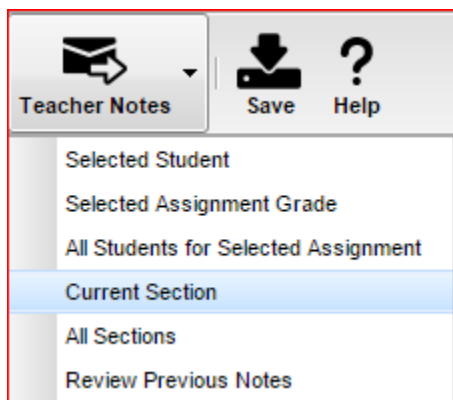 Teacher Notes Save Help
Selected Student
Selected Assignment Grade
All Students for Selected Assignment
Current Section
All Sections
Review Previous Notes